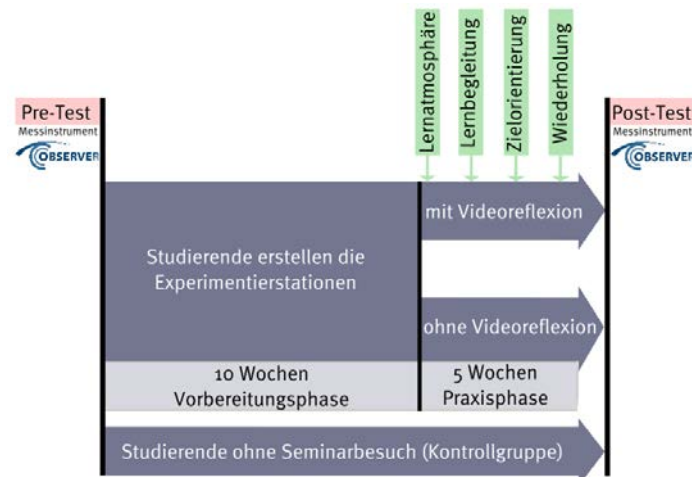 Lernatmosphäre
Lernbegleitung
Zielorientierung
Wiederholung
Pre-Test
Messinstrument
OBSERVER
Post-Test
Messinstrument
OBSERVER
mit Videoreflexion
Studierende erstellen die
Experimentierstationen
ohne Videoreflexion
10 Wochen
Vorbereitungsphase
5 Wochen
Praxisphase
Studierende ohne Seminarbesuch (Kontrollgruppe)